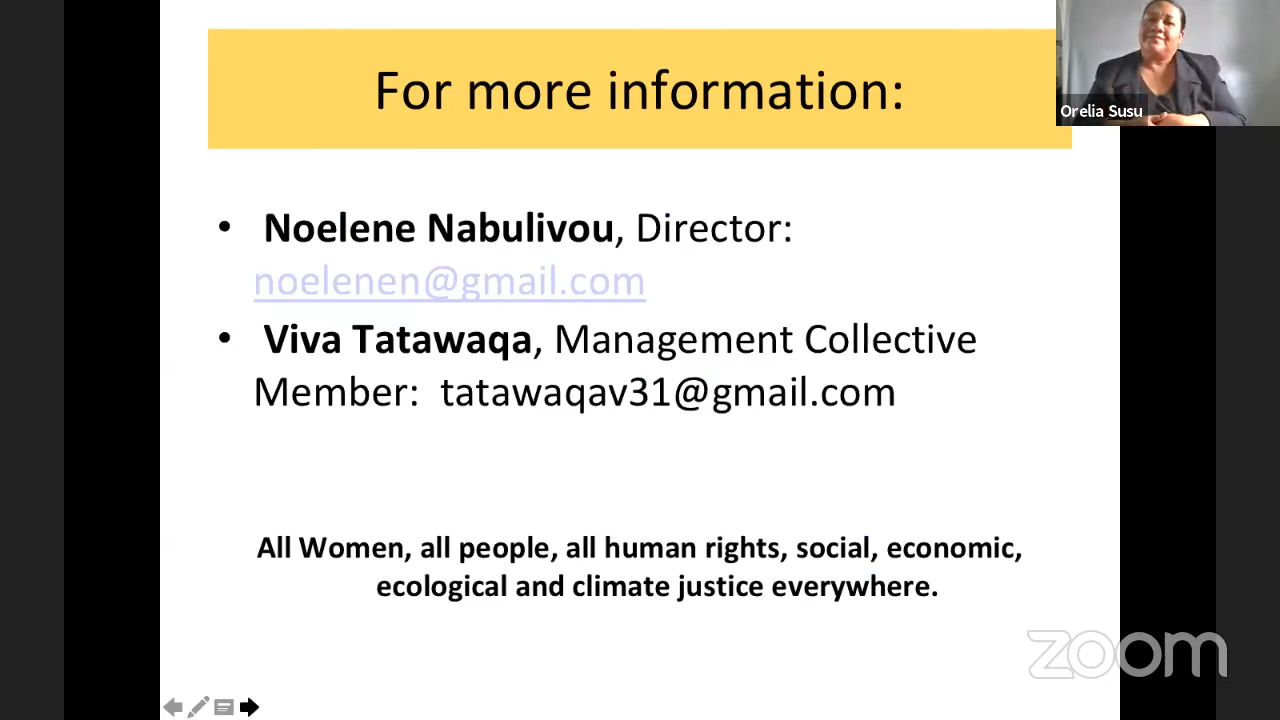 For more information:
Orelia Susu
• Noelene Nabulivou, Director:
noelenen@gmail.com
• Viva Tatawaqa, Management Collective
Member: tatawaqav31@gmail.com
All Women, all people, all human rights, social, economic,
ecological and climate justice everywhere.
zoom